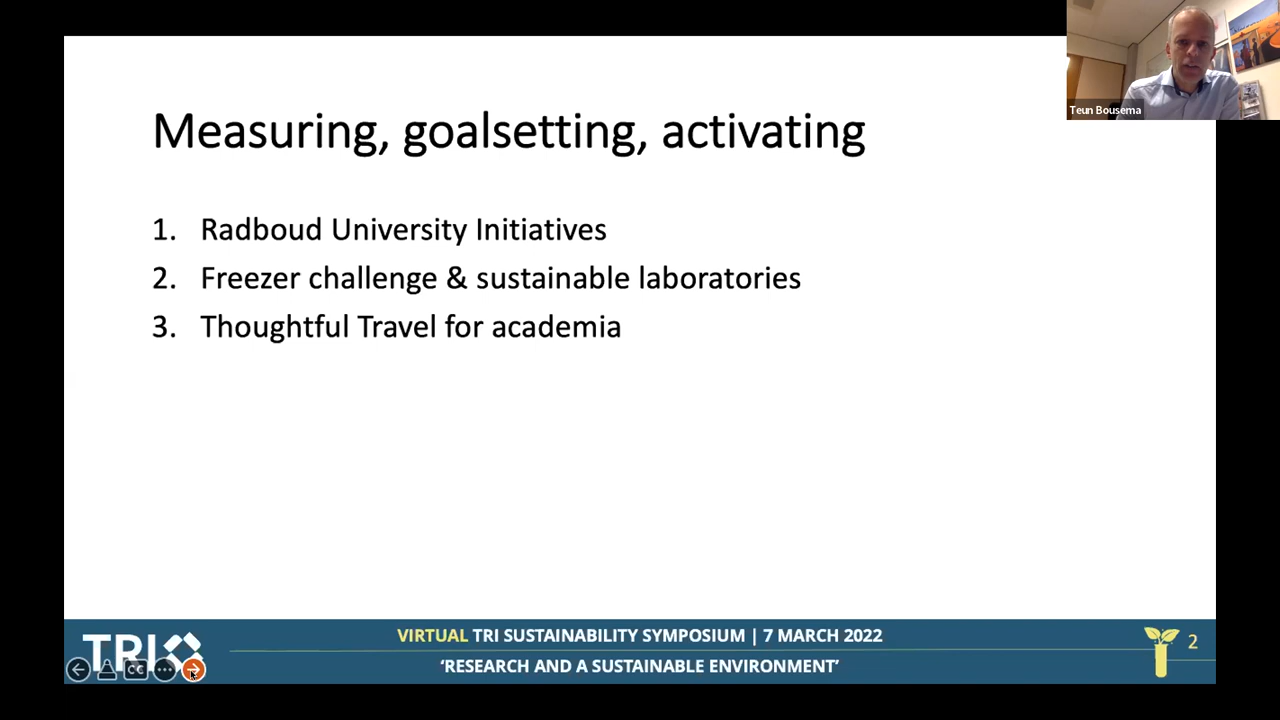 Teun Bousema
Measuring, goalsetting, activating
1. Radboud University Initiatives
2. Freezer challenge & sustainable laboratories
3. Thoughtful Travel for academia
TRI
CC
VIRTUAL TRI SUSTAINABILITY SYMPOSIUM | 7 MARCH 2022
‘RESEARCH AND A SUSTAINABLE ENVIRONMENT’
2